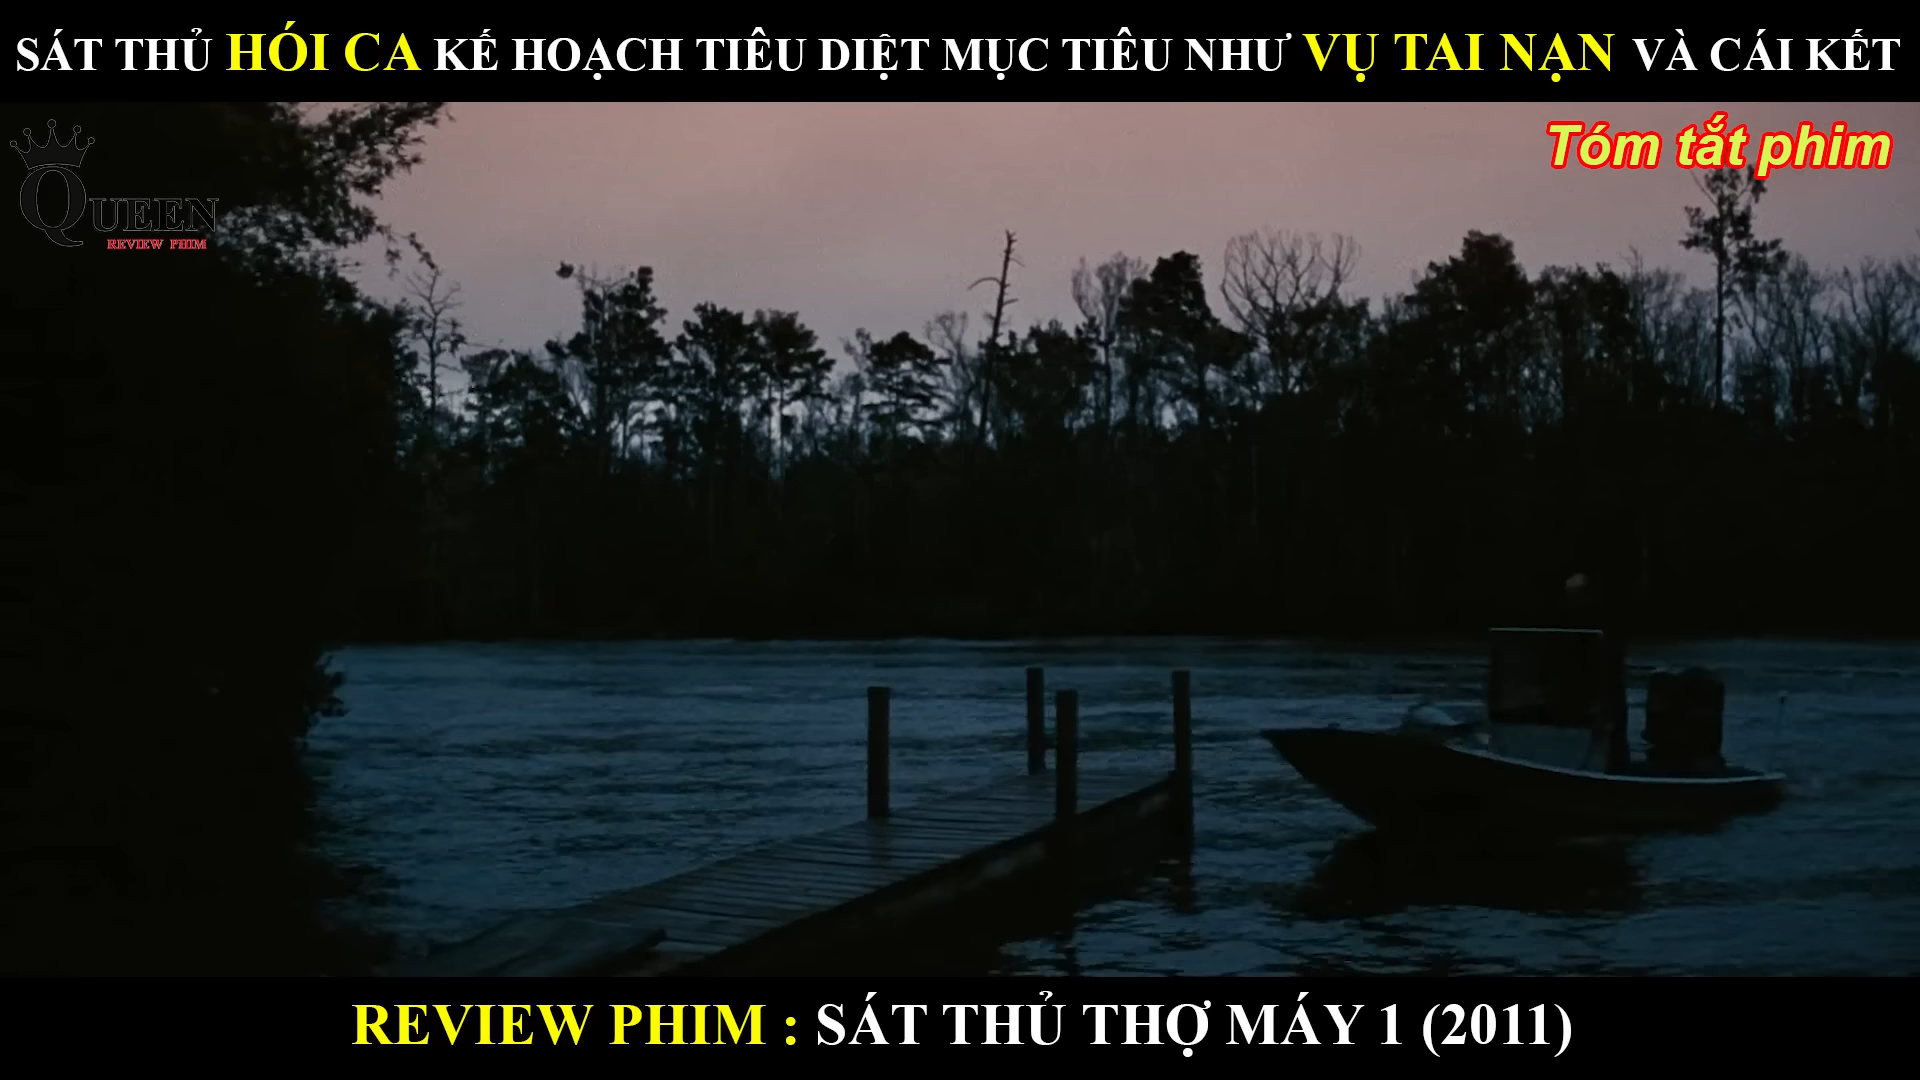 SÁT THỦ HÓI CA KẾ HOẠCH TIÊU DIỆT MỤC TIÊU NHƯ VỤ TAI NẠN VÀ CÁI KẾT
Tóm tắt phim
QUEEN
REVIEW PHIM
REVIEW PHIM : SÁT THỦ THỢ MÁY 1 (2011)